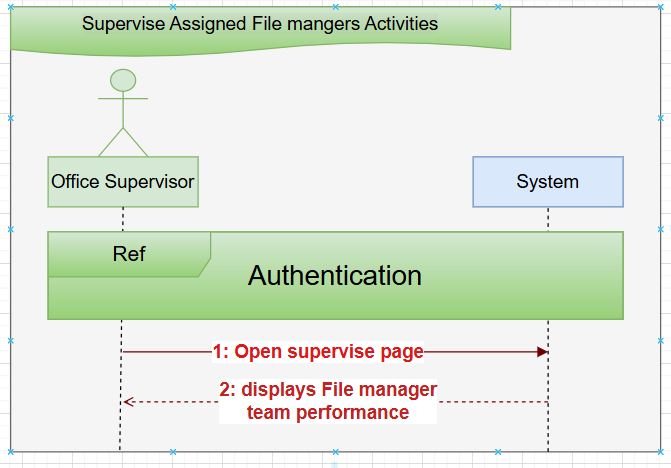 Supervise Assigned File mangers Activities
Office Supervisor
System
Ref
Authentication
1: Open supervise page
2: displays File manager
team performance